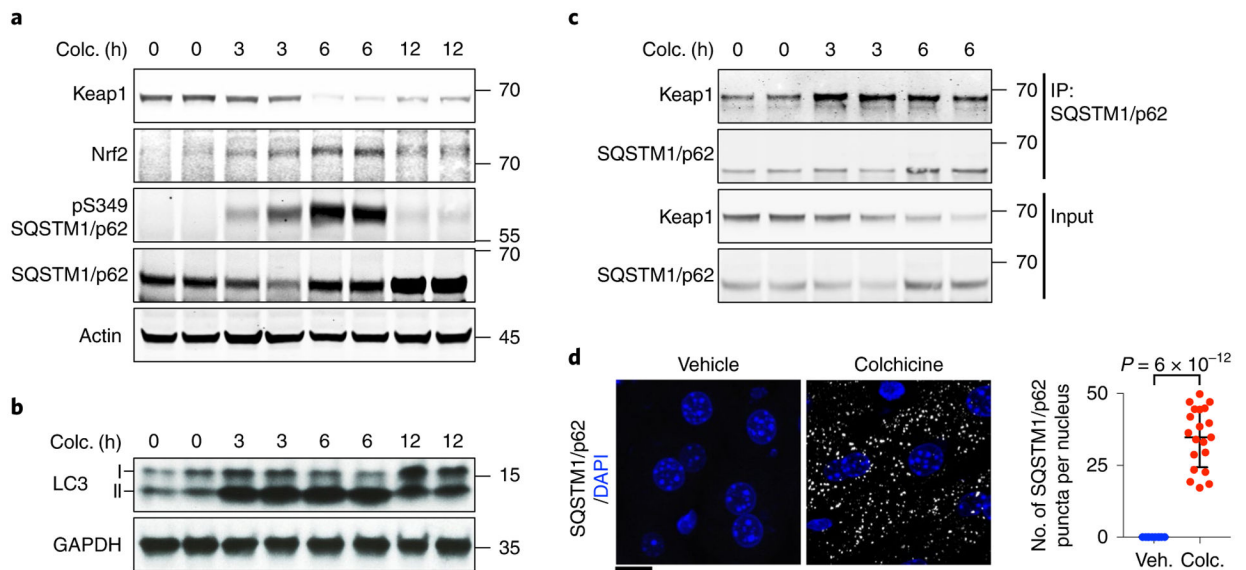 a
Colc. (h) 0 0 3 3 6 6 12 12
Keap1 70
Nrf2 70
pS349
SQSTM1/p62 55
SQSTM1/p62 70
Actin 45
b
Colc. (h) 0 0 3 3 6 6 12 12
LC3 I II 15
GAPDH 35
c
Colc. (h) 0 0 3 3 6 6
Keap1 70 IP:
SQSTM1/p62
SQSTM1/p62 70
Keap1 70 Input
SQSTM1/p62 70
d
Vehicle Colchicine
SQSTM1/p62
/DAPI
P = 6 × 10⁻¹²
No. of SQSTM1/p62
puncta per nucleus
50
25
0
Veh. Colc.